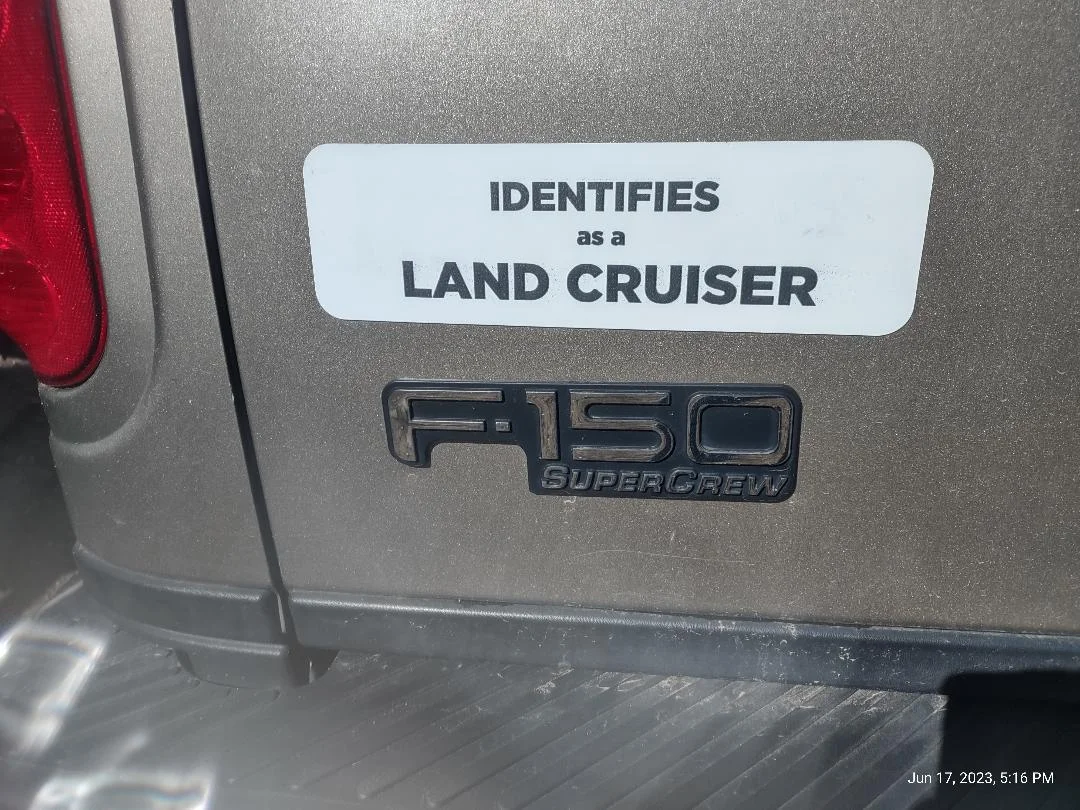 IDENTIFIES
as a
LAND CRUISER
F-150
SUPERCREW
Jun 17, 2023, 5:16 PM